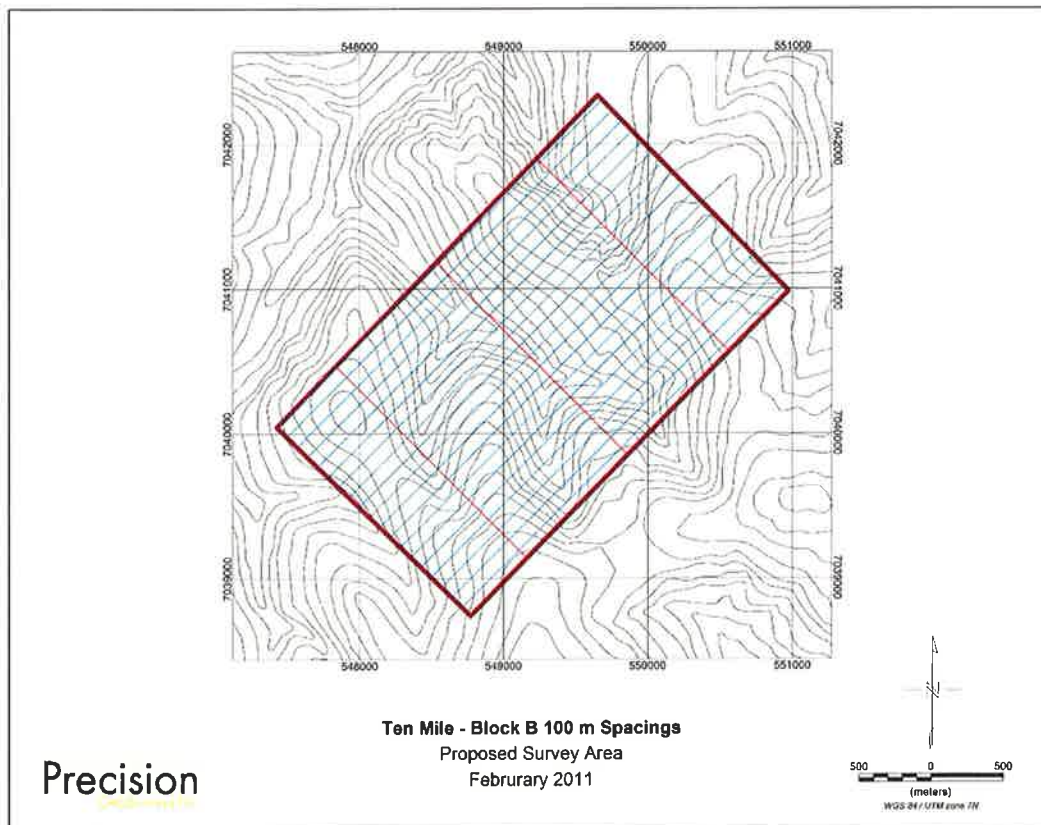 548000 549000 550000 551000
7042000 7042000
7041000 7041000
7040000 7040000
7039000 7039000
548000 549000 550000 551000
Ten Mile - Block B 100 m Spacings
Proposed Survey Area
Februrary 2011
Precision
N
500 0 500
(meters)
WGS 84 / UTM zone 7N